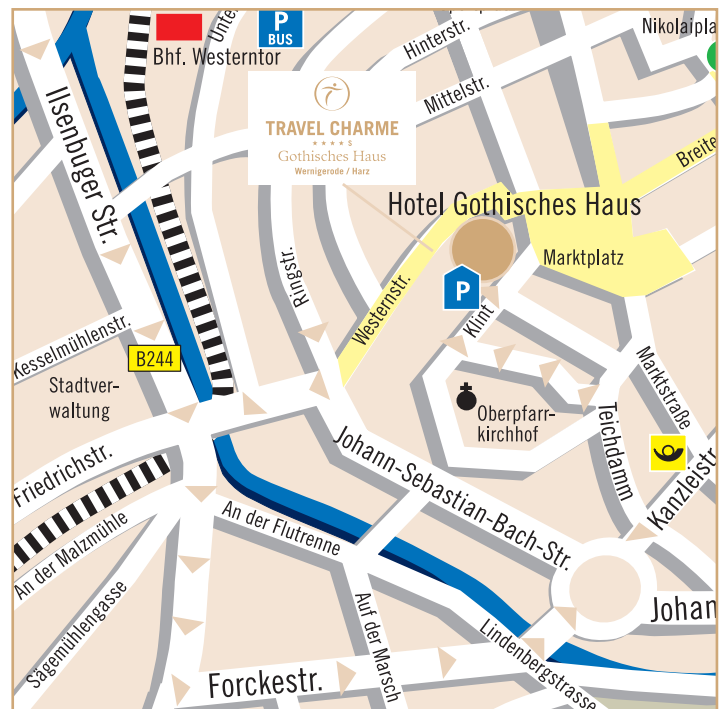 P
BUS
Unte
Hinterstr.
Nikolaipla
Bhf. Westerntor
Mittelstr.
Ilsenbuger Str.
TRAVEL CHARME
★★★★ S
Gothisches Haus
Wernigerode / Harz
Breite
Hotel Gothisches Haus
Marktplatz
Ringstr.
Westernstr.
P
Klint
Kesselmühlenstr.
B244
Stadtver-
waltung
Marktstraße
Oberpfarr-
kirchhof
Teichdamm
Johann-Sebastian-Bach-Str.
Friedrichstr.
Kanzleistr
An der Malzmühle
An der Flutrenne
Sägemühlengasse
Auf der Marsch
Johan
Lindenbergstrasse
Forckestr.